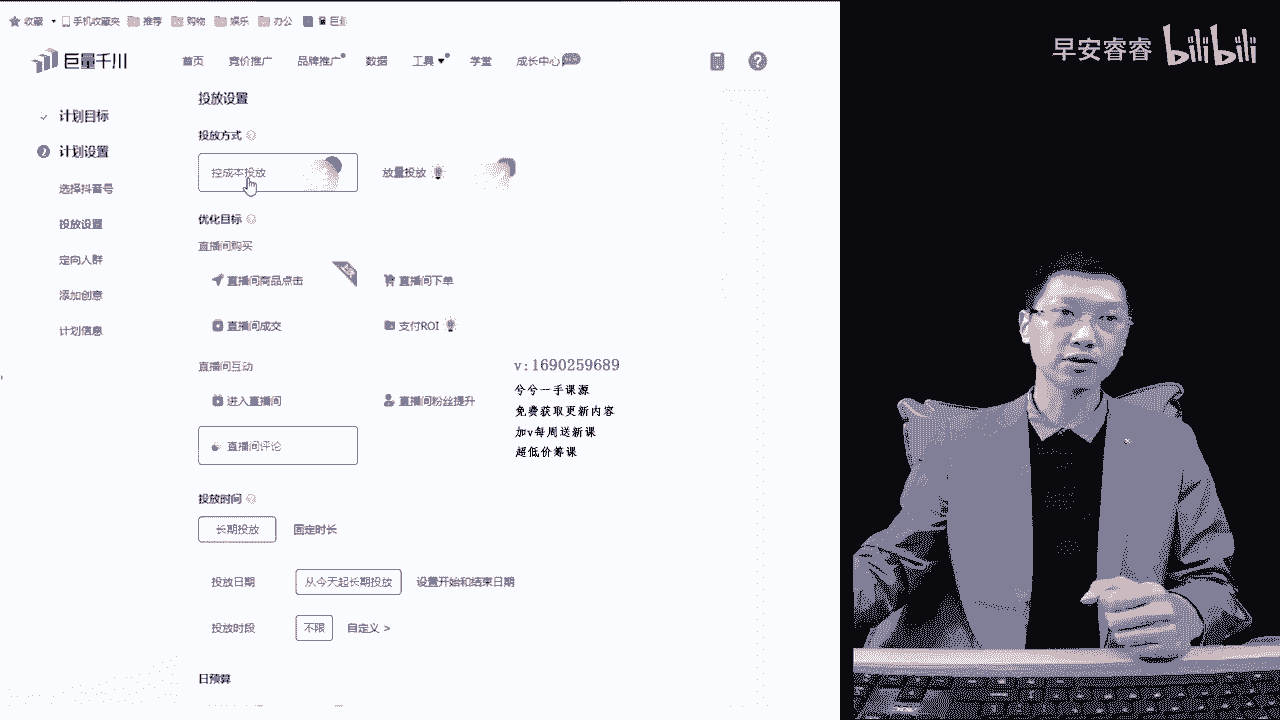 收藏 手机收藏夹 推荐 购物 娱乐 办公
早安睿睿 bilibili
巨量千川 首页 竞价推广 品牌推广 数据 工具 学堂 成长中心
投放设置
计划目标
投放方式
计划设置
控成本投放 放量投放
选择抖音号
优化目标
投放设置
直播间购买
定向人群
直播间商品点击 直播间下单
添加创意
直播间成交 支付ROI
计划信息
直播间互动
v:1690259689
兮兮一手课源
进入直播间 直播间粉丝提升
免费获取更新内容
加v每周送新课
直播间评论
超低价筹课
投放时间
长期投放 固定时长
投放日期 从今天起长期投放 设置开始和结束日期
投放时段 不限 自定义 >
日预算